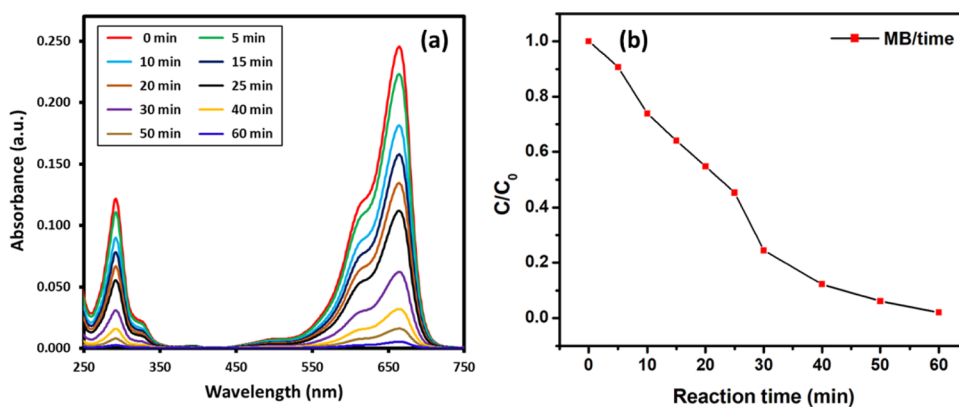 (a)
0 min 5 min
10 min 15 min
20 min 25 min
30 min 40 min
50 min 60 min
Absorbance (a.u.)
0.250
0.200
0.150
0.100
0.050
0.000
250 350 450 550 650 750
Wavelength (nm)
(b)
MB/time
C/C0
1.0
0.8
0.6
0.4
0.2
0.0
0 10 20 30 40 50 60
Reaction time (min)